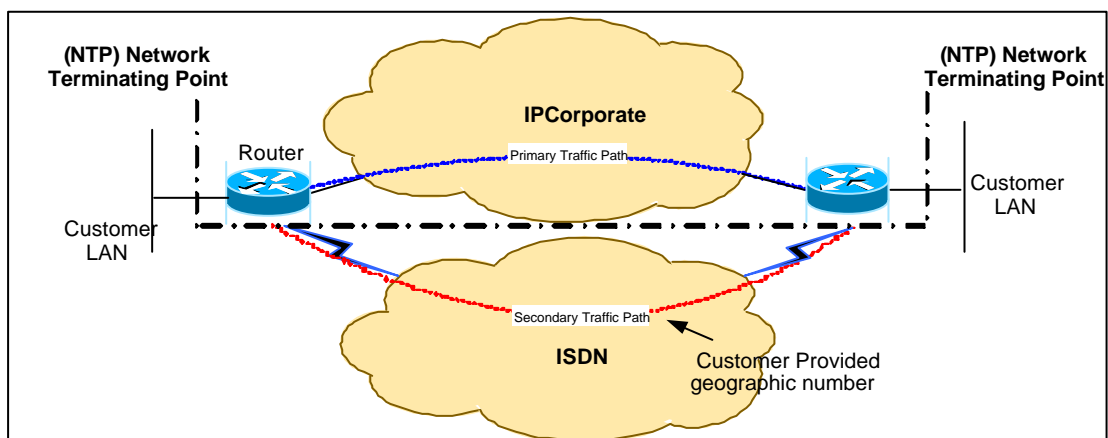 (NTP) Network
Terminating Point
(NTP) Network
Terminating Point
IPCorporate
Primary Traffic Path
Router
Customer
LAN
Customer
LAN
Secondary Traffic Path
ISDN
Customer Provided
geographic number